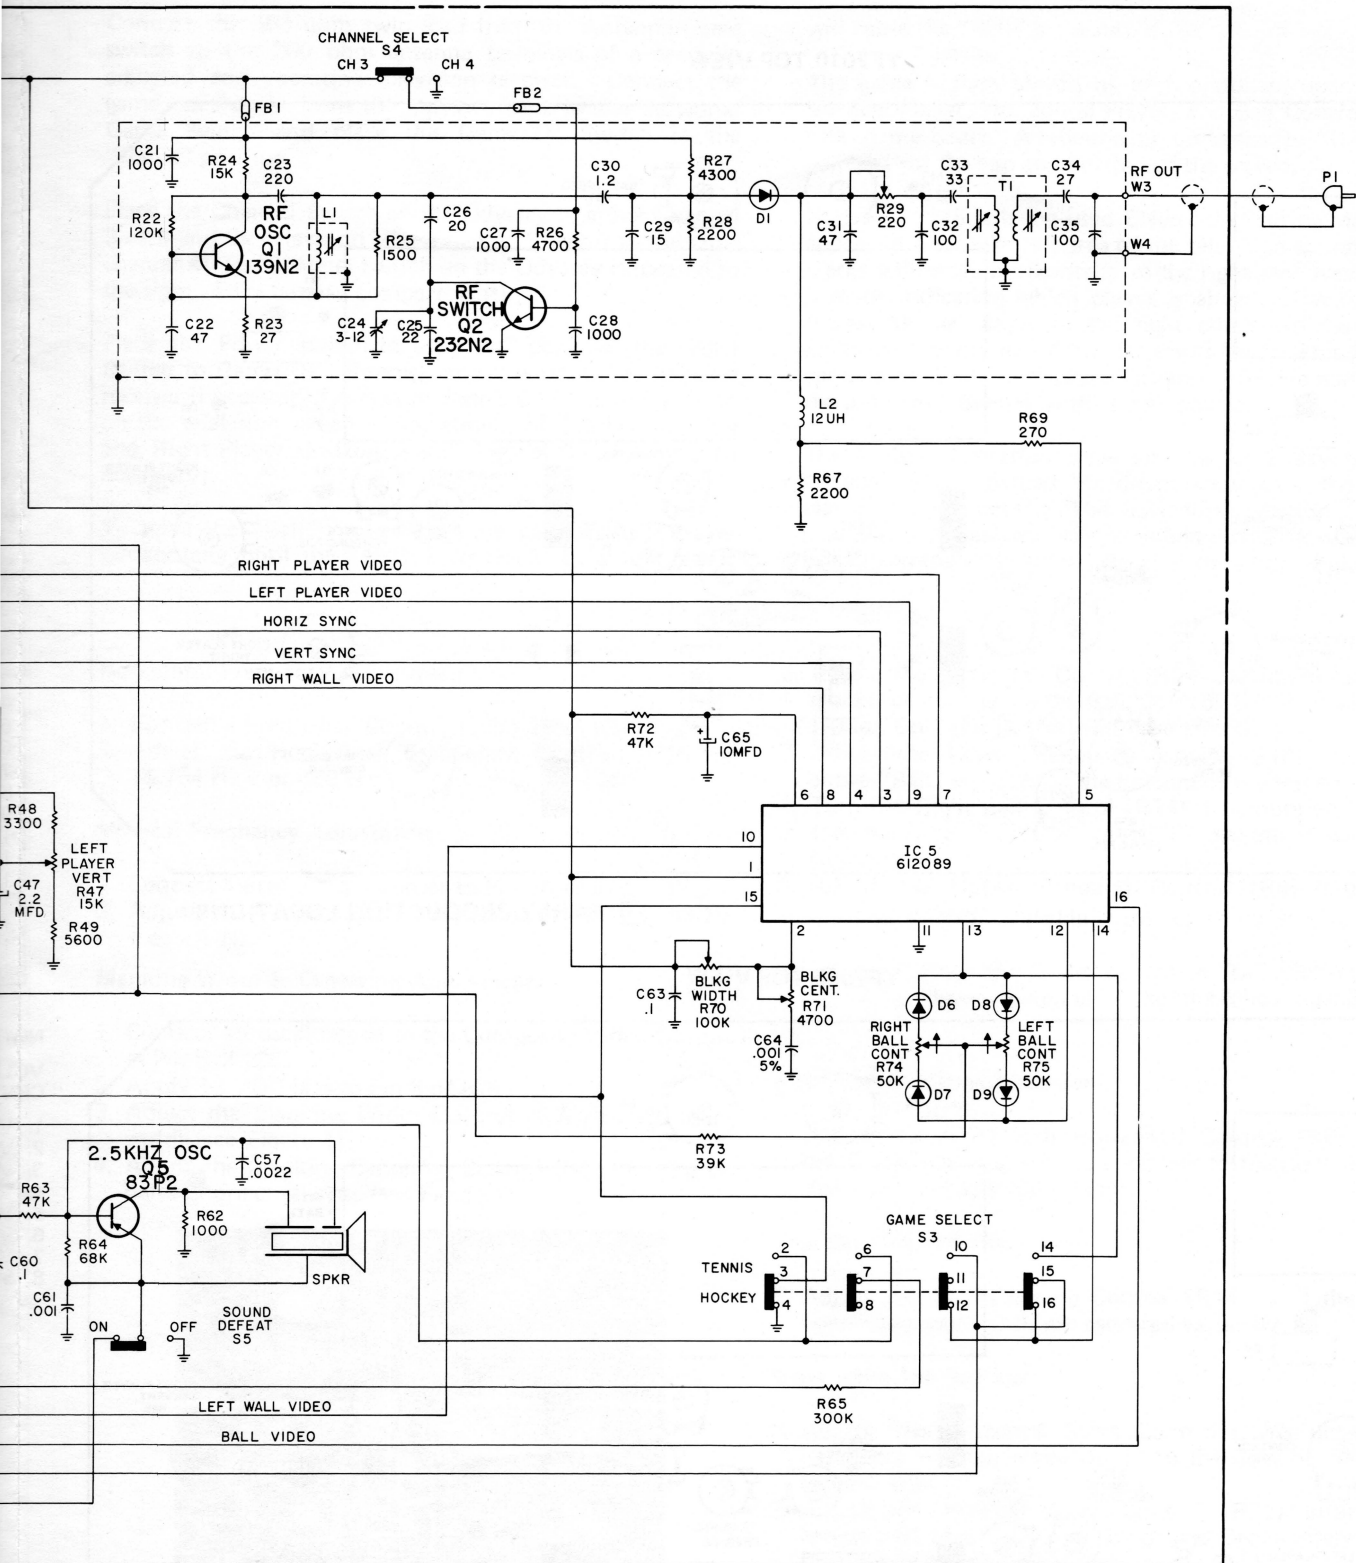 CHANNEL SELECT
S4
CH 3
CH 4
FB 1
FB2
C21
1000
R24
15K
C23
220
R22
120K
RF
OSC
Q1
139N2
L1
R25
1500
C26
20
C27
1000
R26
4700
C30
1.2
C29
15
R27
4300
R28
2200
D1
C31
47
R29
220
C32
100
C33
33
T1
C34
27
C35
100
RF OUT
W3
W4
P1
C22
47
R23
27
C24
3-12
C25
22
RF
SWITCH
Q2
232N2
C28
1000
L2
12UH
R69
270
R67
2200
RIGHT PLAYER VIDEO
LEFT PLAYER VIDEO
HORIZ SYNC
VERT SYNC
RIGHT WALL VIDEO
R72
47K
+
C65
10MFD
6 8 4 3 9 7 5
R48
3300
LEFT
PLAYER
VERT
R47
15K
C47
2.2
MFD
R49
5600
10
1
15
IC 5
612089
16
2 11 13 12 14
C63
.1
BLKG
WIDTH
R70
100K
BLKG
CENT.
R71
4700
C64
.001
5%
D6
D8
RIGHT
BALL
CONT
R74
50K
LEFT
BALL
CONT
R75
50K
D7
D9
R73
39K
2.5KHZ OSC
Q5
83P2
C57
.0022
R63
47K
R62
1000
R64
68K
C60
.1
C61
.001
SPKR
ON
OFF
SOUND
DEFEAT
S5
GAME SELECT
S3
TENNIS
HOCKEY
2 6 10 14
3 7 11 15
4 8 12 16
R65
300K
LEFT WALL VIDEO
BALL VIDEO